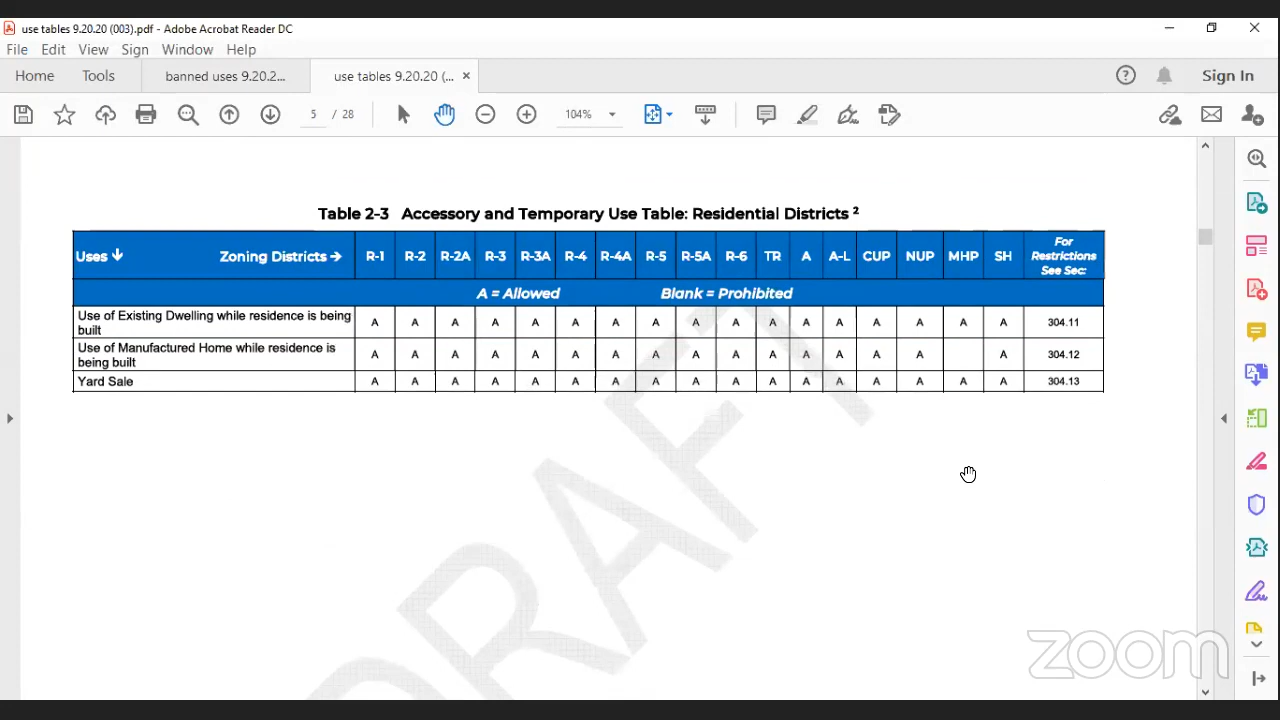 use tables 9.20.20 (003).pdf - Adobe Acrobat Reader DC
File Edit View Sign Window Help
Home Tools banned uses 9.20.2... use tables 9.20.20 (... ×
Sign In
5 / 28 104%
Table 2-3 Accessory and Temporary Use Table: Residential Districts 2
Uses ↓ Zoning Districts → R-1 R-2 R-2A R-3 R-3A R-4 R-4A R-5 R-5A R-6 TR A A-L CUP NUP MHP SH For Restrictions See Sec:
A = Allowed Blank = Prohibited
Use of Existing Dwelling while residence is being built A A A A A A A A A A A A A A A A A 304.11
Use of Manufactured Home while residence is being built A A A A A A A A A A A A A A A A 304.12
Yard Sale A A A A A A A A A A A A A A A A A 304.13
DRAFT
zoom